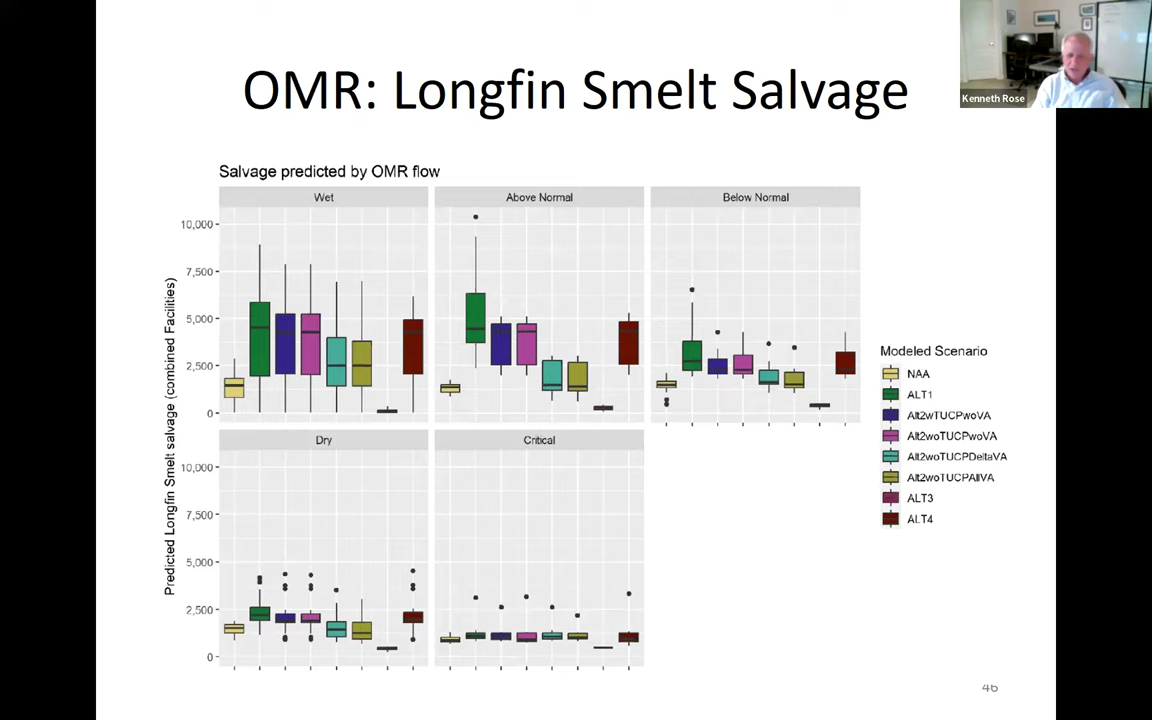 OMR: Longfin Smelt Salvage
Kenneth Rose
Salvage predicted by OMR flow
Wet
Above Normal
Below Normal
10,000
7,500
5,000
2,500
0
Dry
Critical
10,000
7,500
5,000
2,500
0
Predicted Longfin Smelt salvage (combined Facilities)
Modeled Scenario
NAA
ALT1
Alt2wTUCPwoVA
Alt2woTUCPwoVA
Alt2woTUCPDeltaVA
Alt2woTUCPAllVA
ALT3
ALT4
46